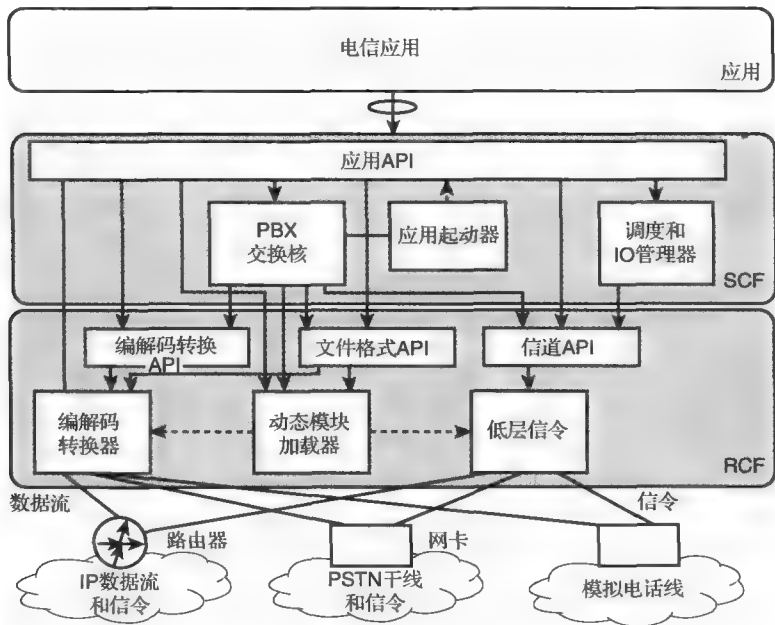 电信应用
应用
应用API
PBX
交换核
应用起动器
调度和
IO管理器
SCF
编解码转换
API
文件格式API
信道API
编解码
转换器
动态模块
加载器
低层信令
RCF
数据流
信令
路由器
网卡
IP数据流
和信令
PSTN干线
和信令
模拟电话线